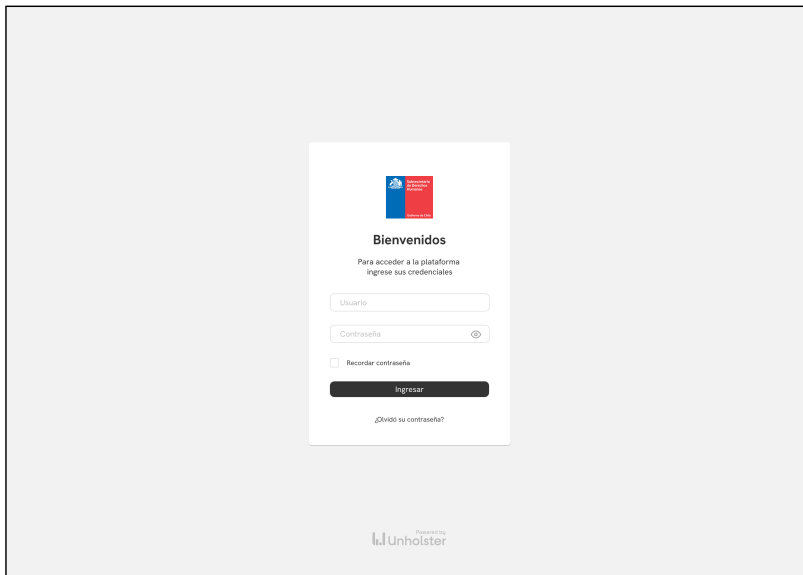 Subsecretaría
de Derechos
Humanos
Gobierno de Chile
Bienvenidos
Para acceder a la plataforma
ingrese sus credenciales
Usuario
Contraseña
Recordar contraseña
Ingresar
¿Olvidó su contraseña?
Powered by
Unholster